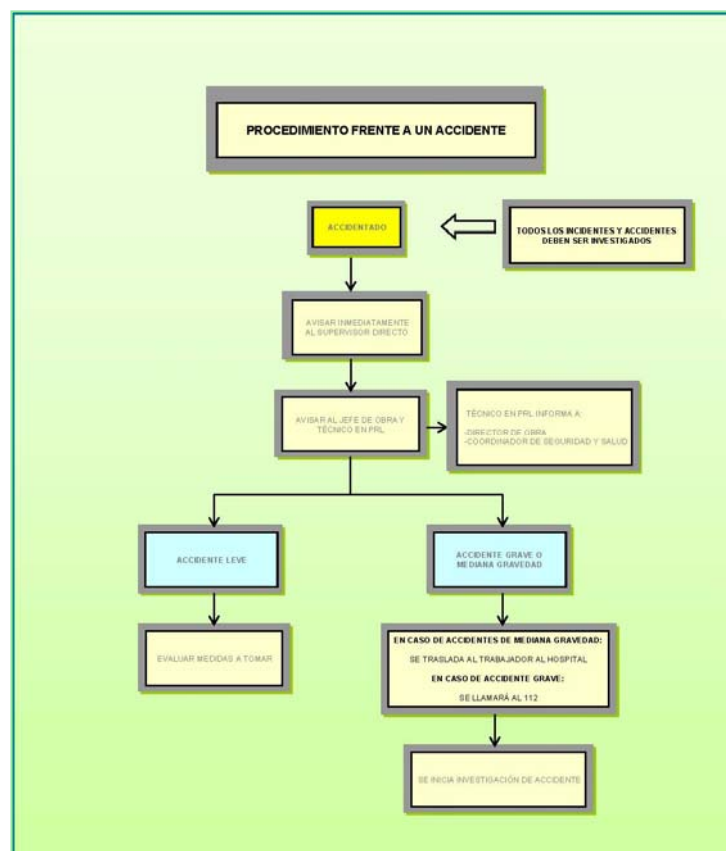 PROCEDIMIENTO FRENTE A UN ACCIDENTE
ACCIDENTADO
TODOS LOS INCIDENTES Y ACCIDENTES
DEBEN SER INVESTIGADOS
AVISAR INMEDIATAMENTE
AL SUPERVISOR DIRECTO
AVISAR AL JEFE DE OBRA Y
TÉCNICO EN PRL
TÉCNICO EN PRL INFORMA A:
-DIRECTOR DE OBRA
-COORDINADOR DE SEGURIDAD Y SALUD
ACCIDENTE LEVE
ACCIDENTE GRAVE O
MEDIANA GRAVEDAD
EVALUAR MEDIDAS A TOMAR
EN CASO DE ACCIDENTES DE MEDIANA GRAVEDAD:
SE TRASLADA AL TRABAJADOR AL HOSPITAL
EN CASO DE ACCIDENTE GRAVE:
SE LLAMARÁ AL 112
SE INICIA INVESTIGACIÓN DE ACCIDENTE